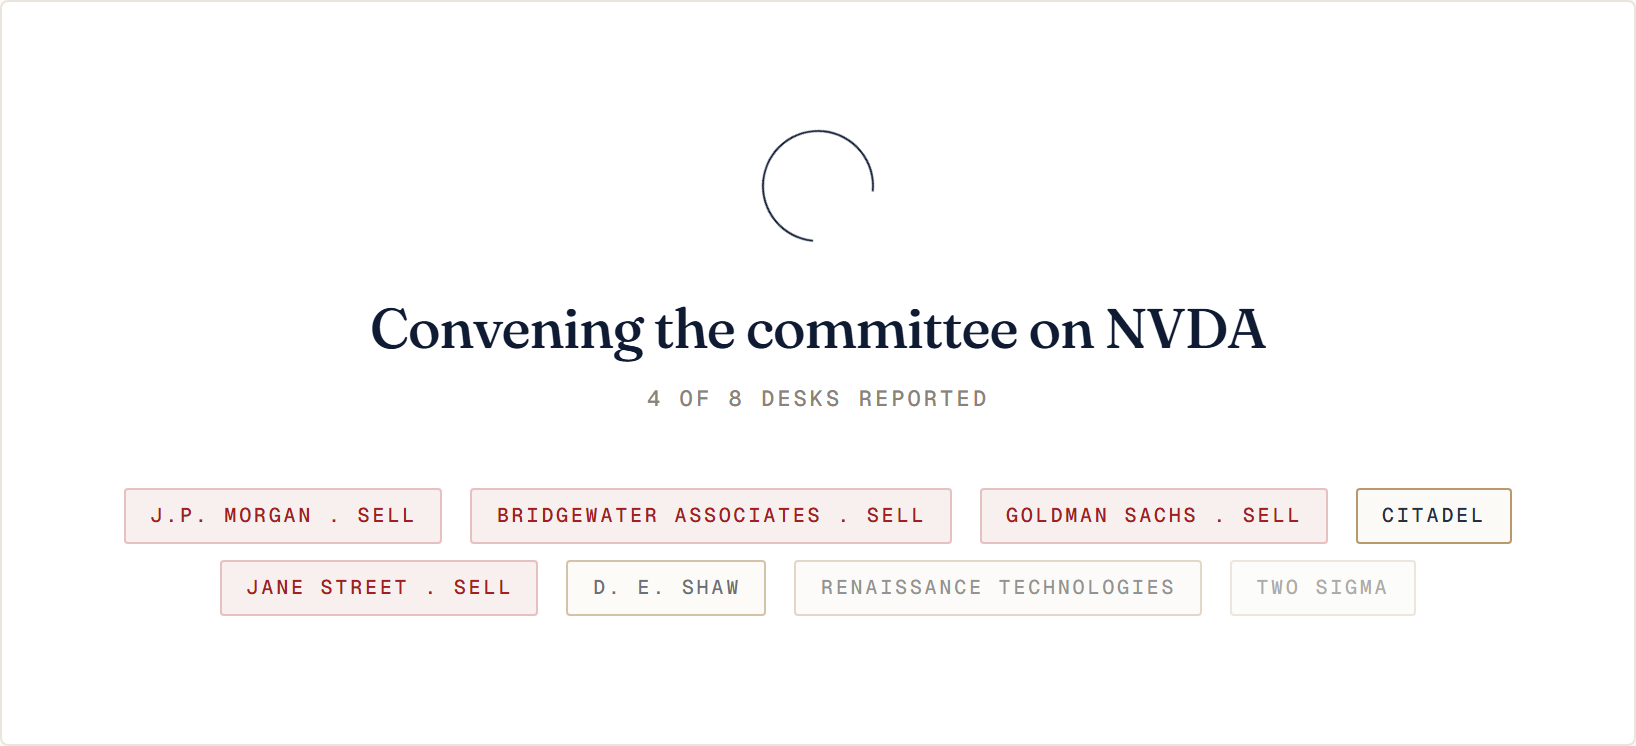 Convening the committee on NVDA
4 OF 8 DESKS REPORTED
J.P. MORGAN . SELL BRIDGEWATER ASSOCIATES . SELL GOLDMAN SACHS . SELL CITADEL
JANE STREET . SELL D. E. SHAW RENAISSANCE TECHNOLOGIES TWO SIGMA